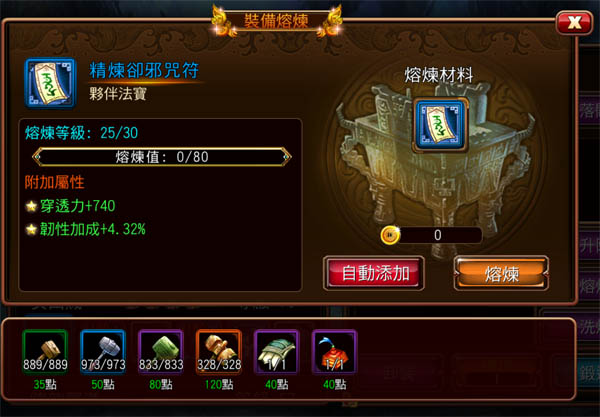 裝備熔煉
精煉卻邪咒符
夥伴法寶
熔煉材料
熔煉等級: 25/30
熔煉值: 0/80
附加屬性
穿透力+740
韌性加成+4.32%
0
自動添加
熔煉
889/889
973/973
833/833
328/328
1/1
1/1
35點
50點
80點
120點
40點
40點